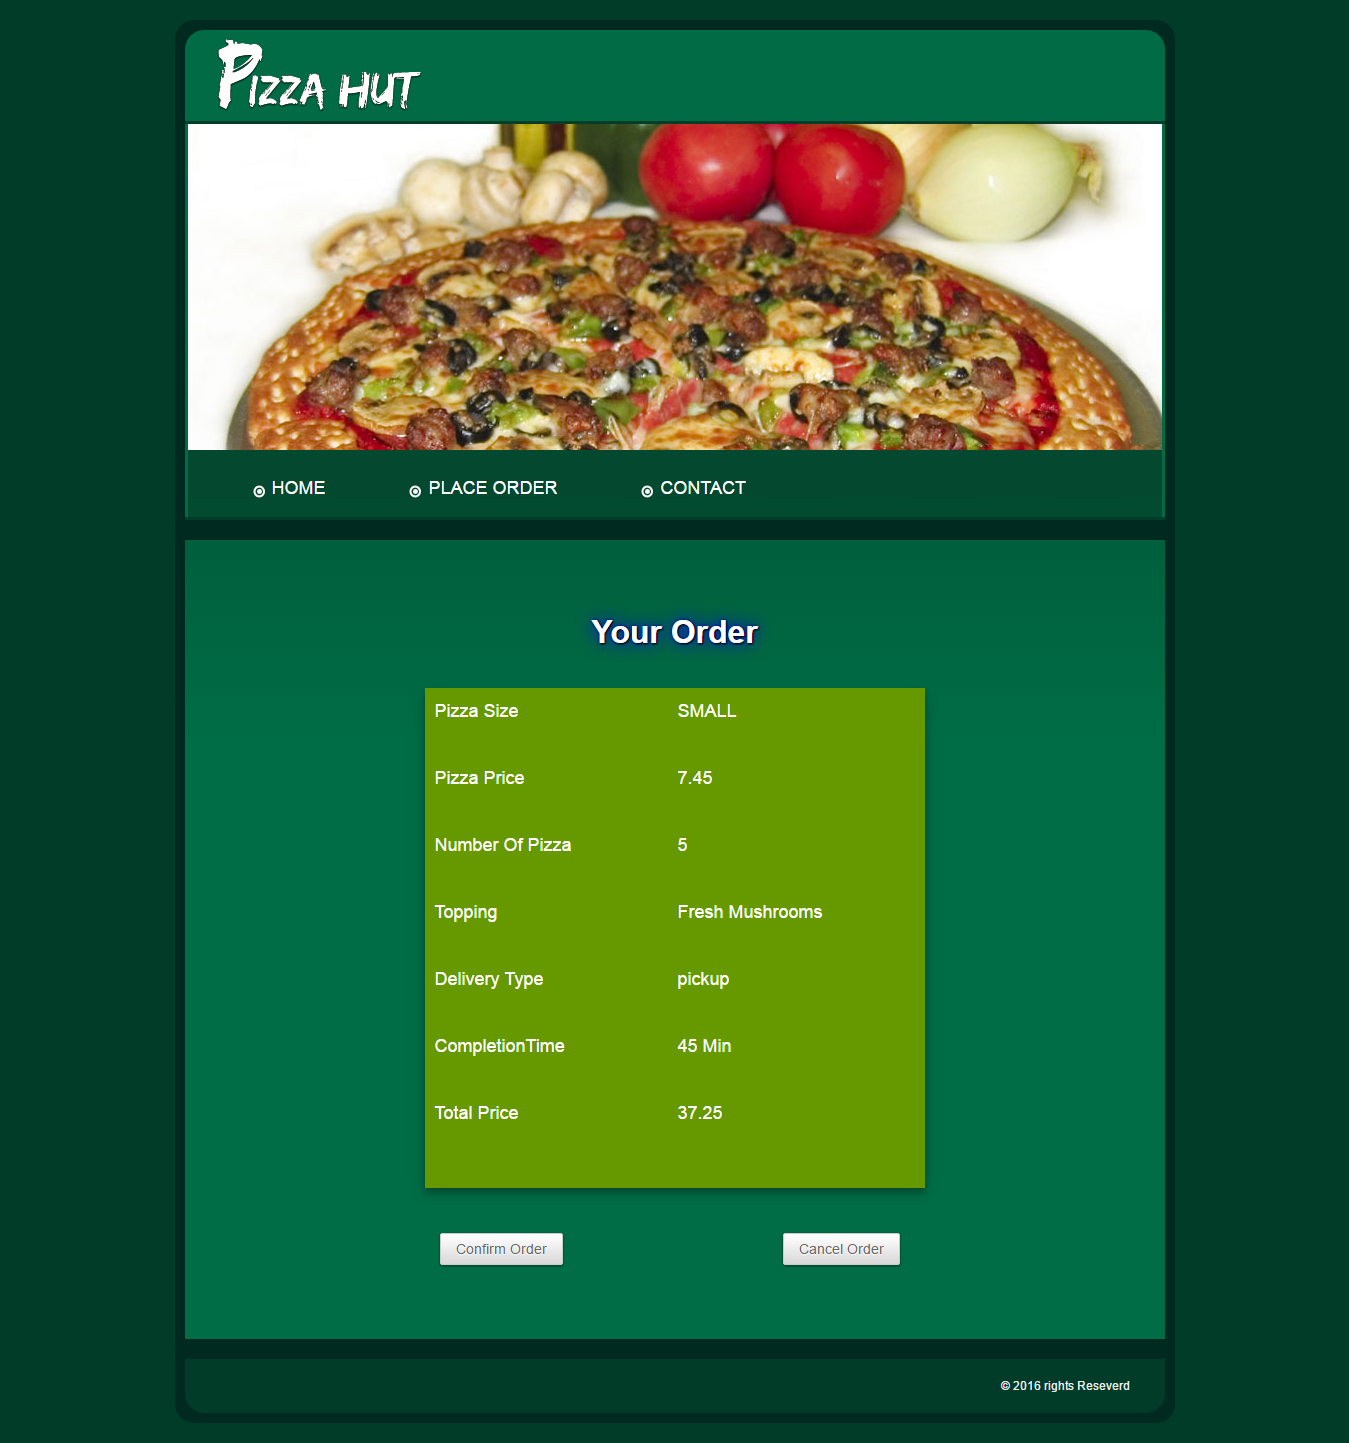 Pizza Hut
HOME
PLACE ORDER
CONTACT
Your Order
Pizza Size SMALL
Pizza Price 7.45
Number Of Pizza 5
Topping Fresh Mushrooms
Delivery Type pickup
CompletionTime 45 Min
Total Price 37.25
Confirm Order
Cancel Order
© 2016 rights Reseverd